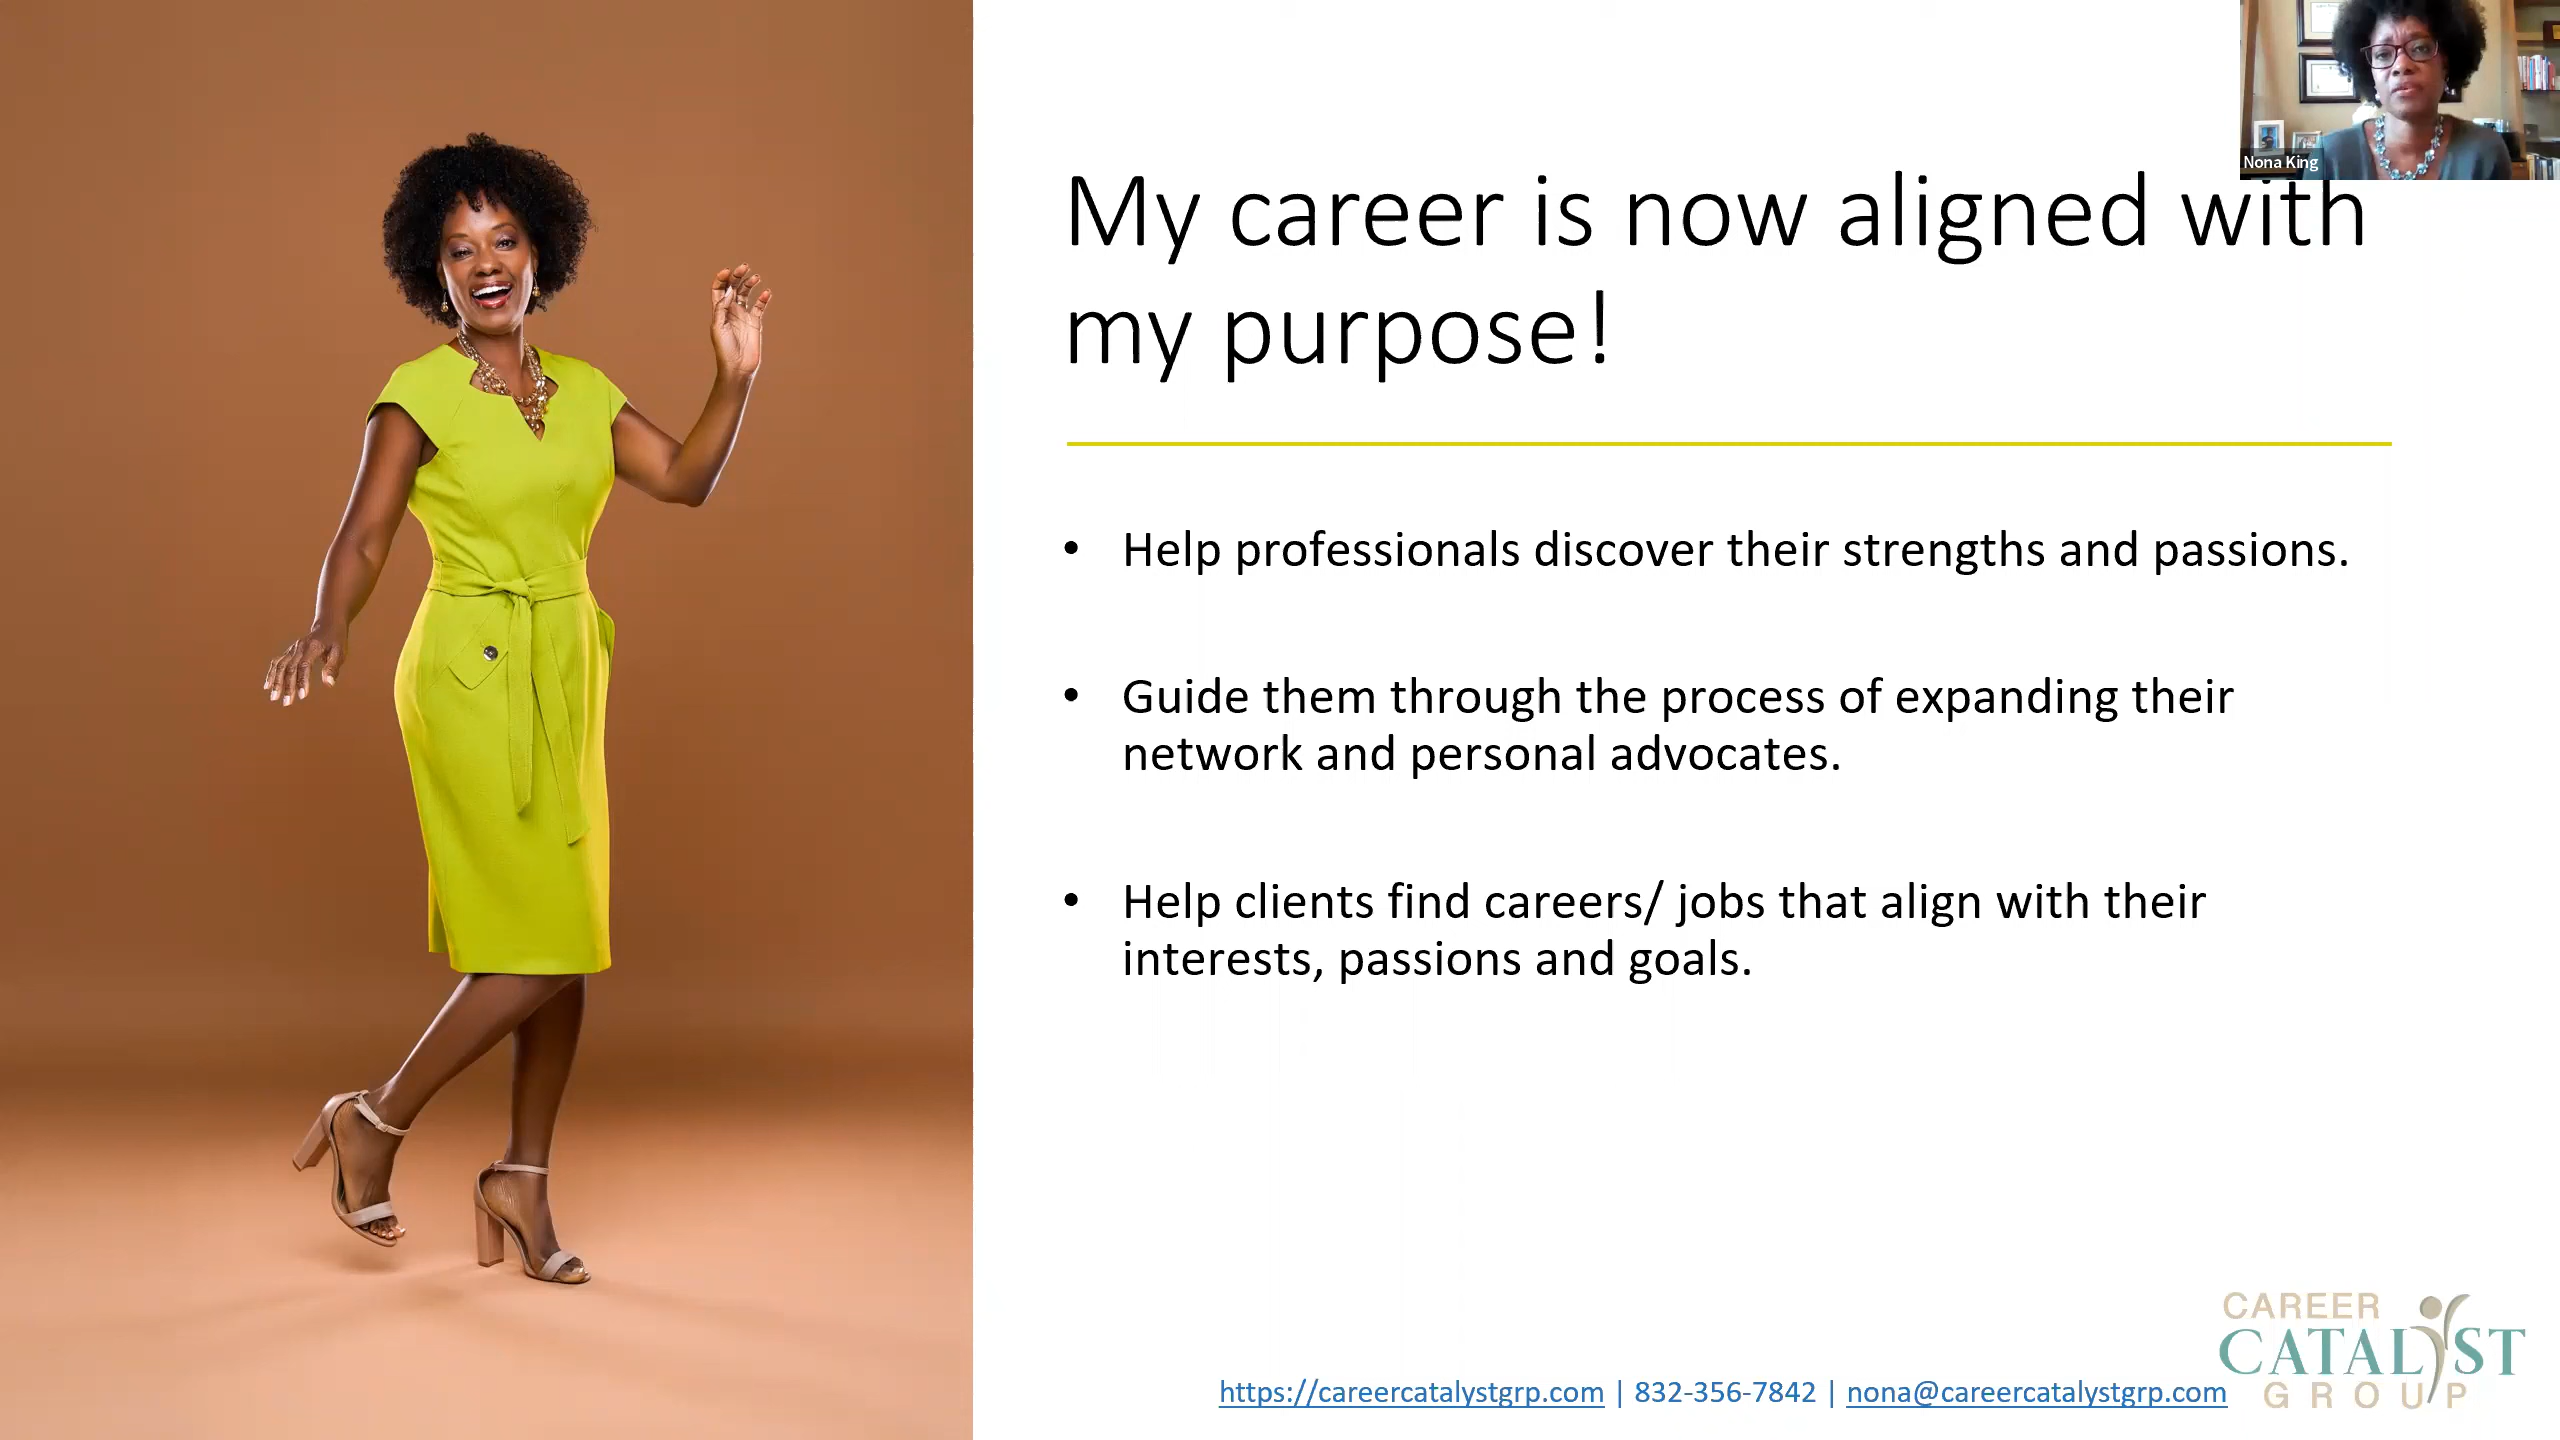 Nona King
My career is now aligned with
my purpose!
• Help professionals discover their strengths and passions.
• Guide them through the process of expanding their
network and personal advocates.
• Help clients find careers/ jobs that align with their
interests, passions and goals.
https://careercatalystgrp.com | 832-356-7842 | nona@careercatalystgrp.com
CAREER
CATALYST
GROUP